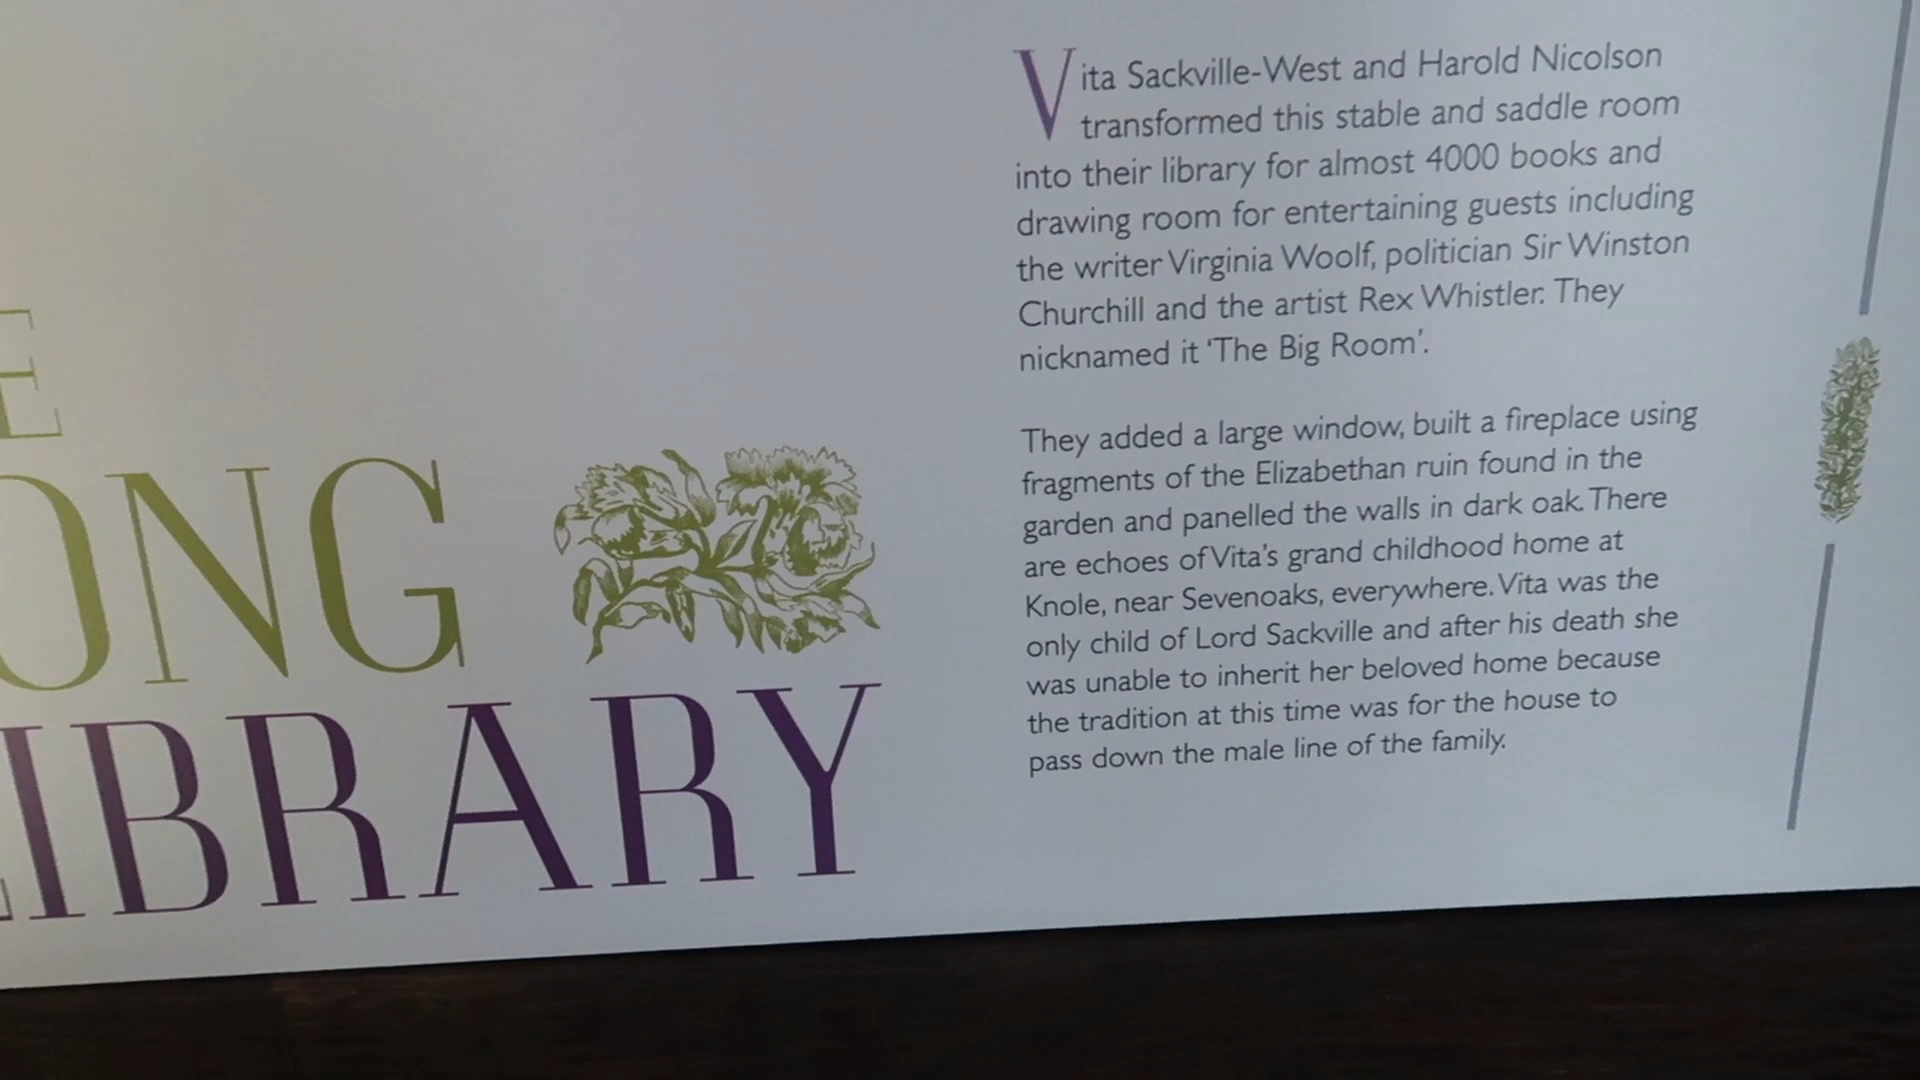 E
ONG
LIBRARY
Vita Sackville-West and Harold Nicolson
transformed this stable and saddle room
into their library for almost 4000 books and
drawing room for entertaining guests including
the writer Virginia Woolf, politician Sir Winston
Churchill and the artist Rex Whistler. They
nicknamed it ‘The Big Room’.
They added a large window, built a fireplace using
fragments of the Elizabethan ruin found in the
garden and panelled the walls in dark oak. There
are echoes of Vita’s grand childhood home at
Knole, near Sevenoaks, everywhere. Vita was the
only child of Lord Sackville and after his death she
was unable to inherit her beloved home because
the tradition at this time was for the house to
pass down the male line of the family.